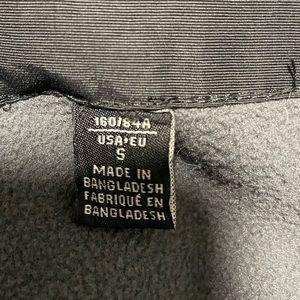 160/84A
USA•EU
S
MADE IN
BANGLADESH
FABRIQUÉ EN
BANGLADESH